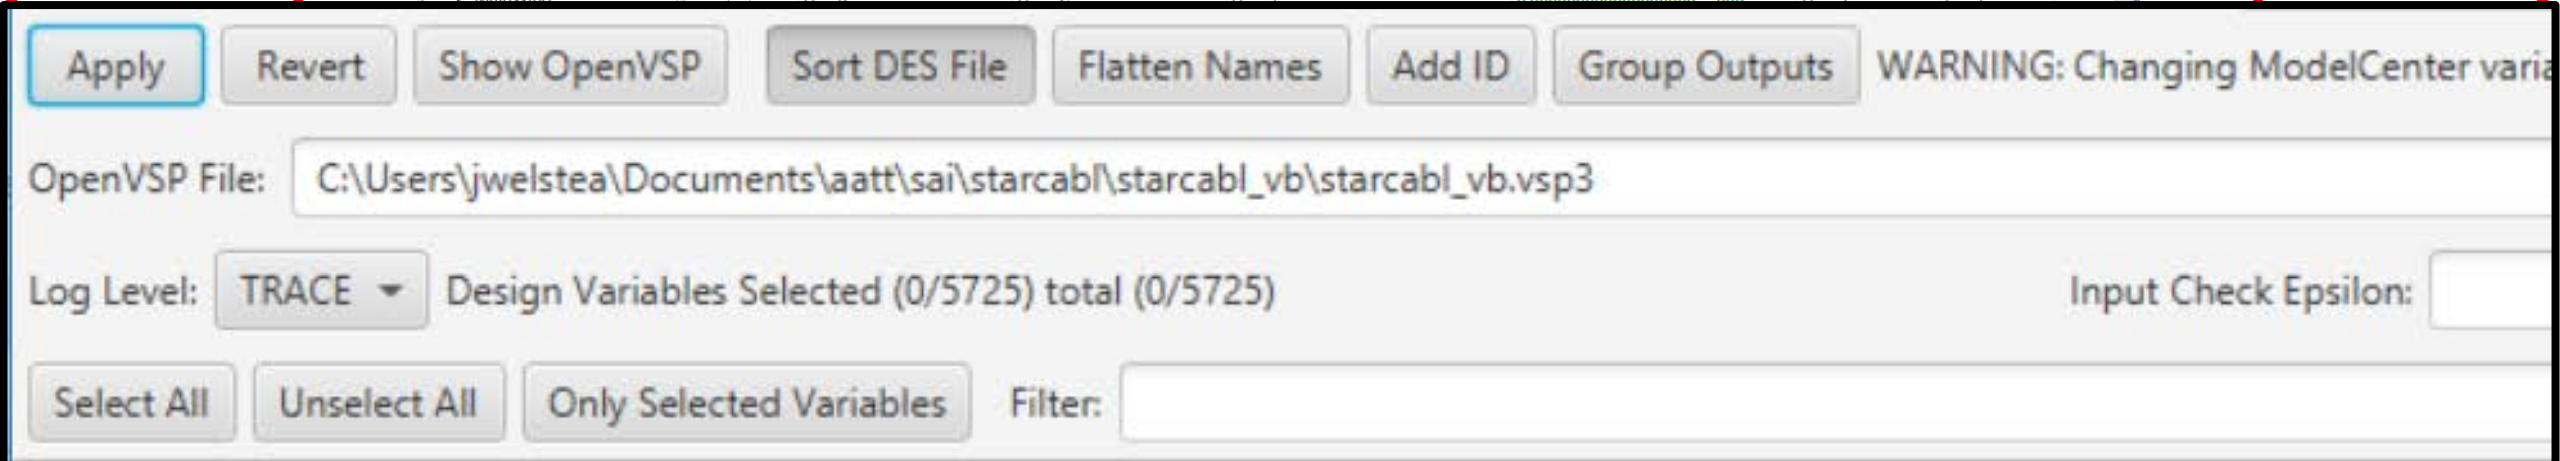 Apply Revert Show OpenVSP Sort DES File Flatten Names Add ID Group Outputs WARNING: Changing ModelCenter varia
OpenVSP File: C:\Users\jwelstea\Documents\aatt\sai\starcabl\starcabl_vb\starcabl_vb.vsp3
Log Level: TRACE Design Variables Selected (0/5725) total (0/5725) Input Check Epsilon:
Select All Unselect All Only Selected Variables Filter: